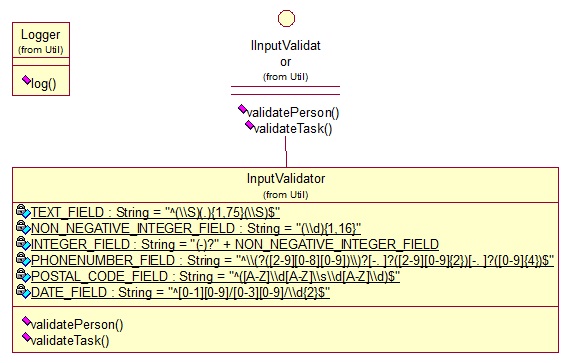 Logger
(from Util)
log()
IInputValidat
or
(from Util)
validatePerson()
validateTask()
InputValidator
(from Util)
TEXT_FIELD : String = "^(\\S)(.){1,75}(\\S)$"
NON_NEGATIVE_INTEGER_FIELD : String = "(\\d){1,16}"
INTEGER_FIELD : String = "(-)?" + NON_NEGATIVE_INTEGER_FIELD
PHONENUMBER_FIELD : String = "^\\(?([2-9][0-8][0-9])\\)?[-. ]?([2-9][0-9]{2})[-. ]?([0-9]{4})$"
POSTAL_CODE_FIELD : String = "^([A-Z]\\d[A-Z]\\s\\d[A-Z]\\d)$"
DATE_FIELD : String = "^[0-1][0-9]/[0-3][0-9]/\\d{2}$"
validatePerson()
validateTask()